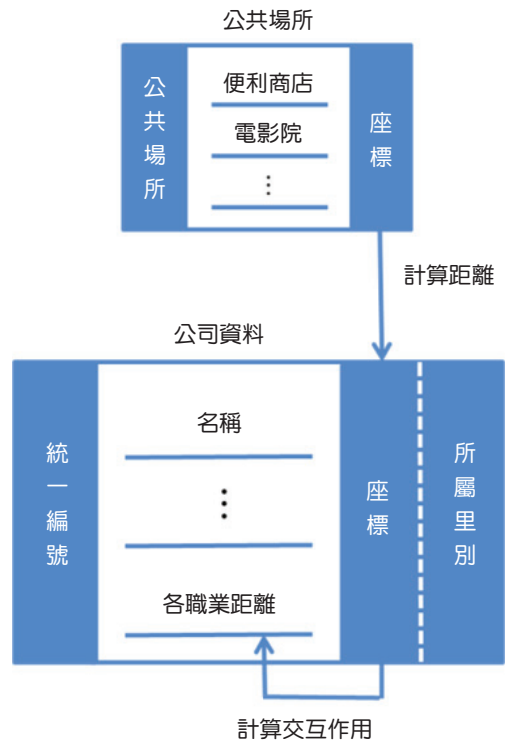 公共場所
公共場所
便利商店
電影院
⋮
座標
計算距離
公司資料
統一編號
名稱
⋮
各職業距離
座標
所屬里別
計算交互作用